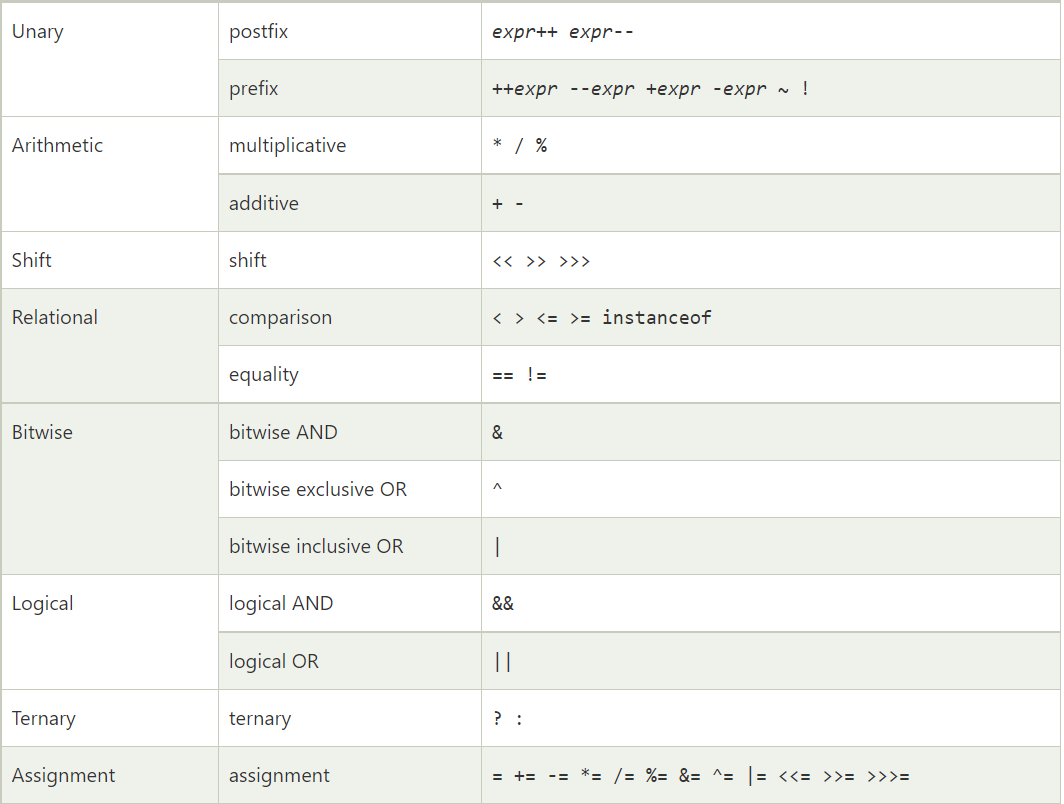 Unary postfix expr++ expr--
prefix ++expr --expr +expr -expr ~ !
Arithmetic multiplicative * / %
additive + -
Shift shift << >> >>>
Relational comparison < > <= >= instanceof
equality == !=
Bitwise bitwise AND &
bitwise exclusive OR ^
bitwise inclusive OR |
Logical logical AND &&
logical OR ||
Ternary ternary ? :
Assignment assignment = += -= *= /= %= &= ^= |= <<= >>= >>>=